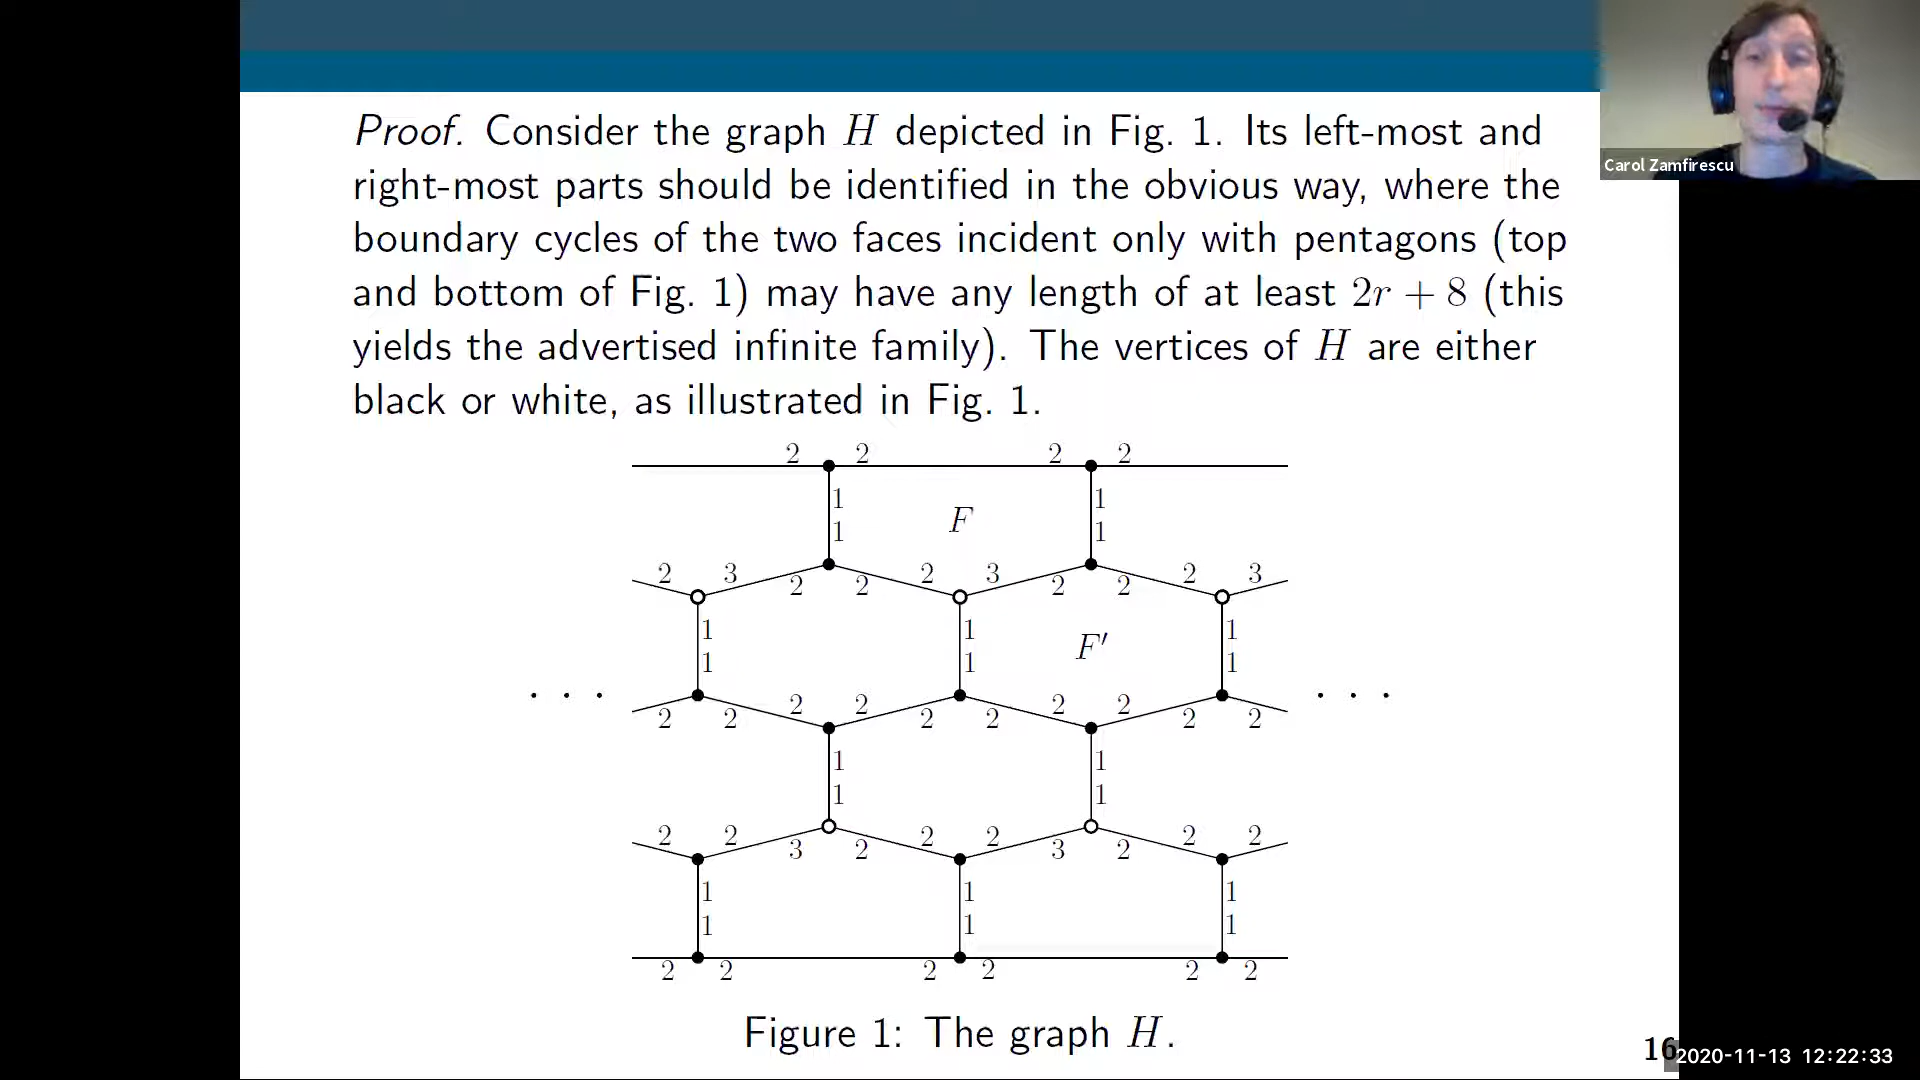 Proof. Consider the graph H depicted in Fig. 1. Its left-most and
right-most parts should be identified in the obvious way, where the
boundary cycles of the two faces incident only with pentagons (top
and bottom of Fig. 1) may have any length of at least 2r + 8 (this
yields the advertised infinite family). The vertices of H are either
black or white, as illustrated in Fig. 1.
Carol Zamfirescu
2 2 2 2
1 1
F
1 1
2 3 2 3 2 3
2 2 2 2
1 1 1
F′
1 1 1
. . . . . .
2 2 2 2
2 2 2 2 2 2
1 1
1 1
2 2 2 2 2 2
3 2 3 2
1 1 1
1 1 1
2 2 2 2 2 2
Figure 1: The graph H.
16
2020-11-13 12:22:33